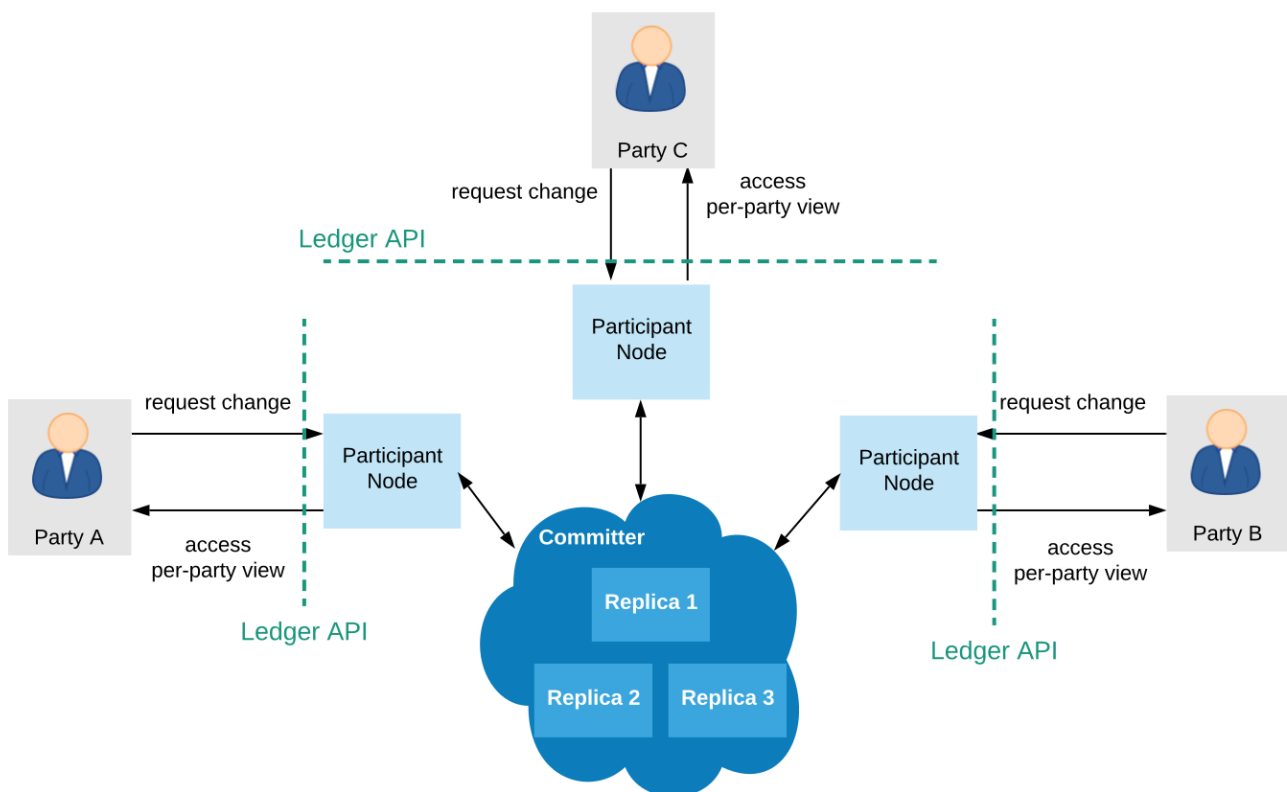 Party C
request change
access
per-party view
Ledger API
Participant
Node
request change
Party A
access
per-party view
Ledger API
Participant
Node
Participant
Node
request change
Party B
access
per-party view
Ledger API
Committer
Replica 1
Replica 2
Replica 3